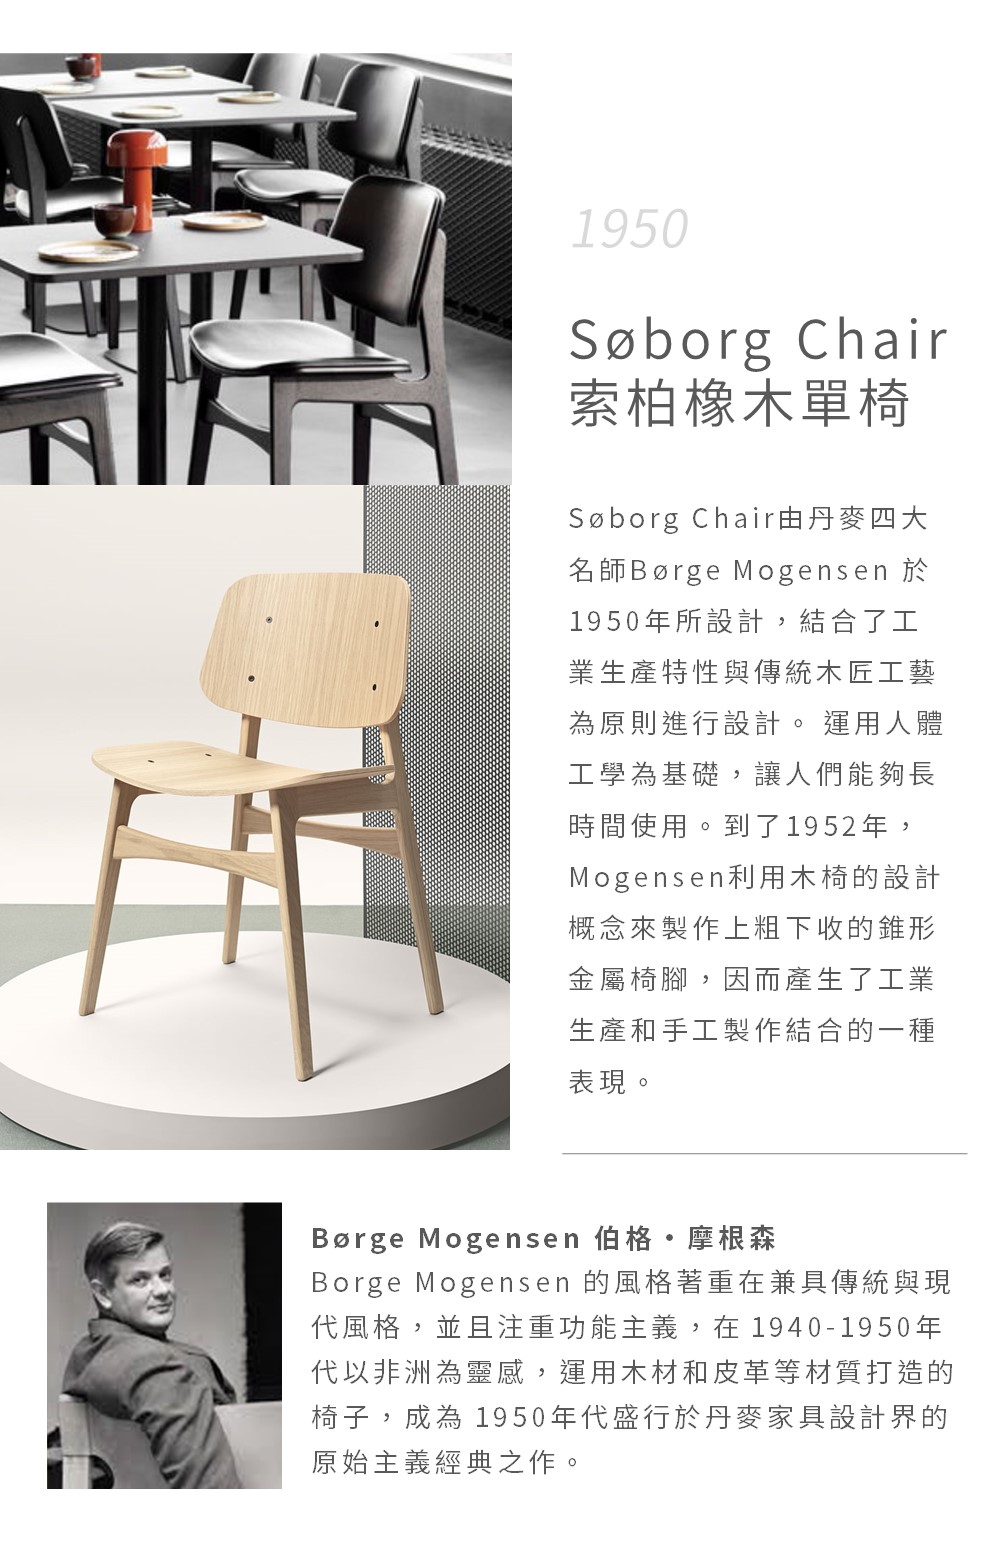 1950
Søborg Chair
索柏橡木單椅
Søborg Chair由丹麥四大
名師Børge Mogensen 於
1950年所設計，結合了工
業生產特性與傳統木匠工藝
為原則進行設計。 運用人體
工學為基礎，讓人們能夠長
時間使用。到了1952年，
Mogensen利用木椅的設計
概念來製作上粗下收的錐形
金屬椅腳，因而產生了工業
生產和手工製作結合的一種
表現。
Børge Mogensen 伯格・摩根森
Borge Mogensen 的風格著重在兼具傳統與現
代風格，並且注重功能主義，在 1940-1950年
代以非洲為靈感，運用木材和皮革等材質打造的
椅子，成為 1950年代盛行於丹麥家具設計界的
原始主義經典之作。